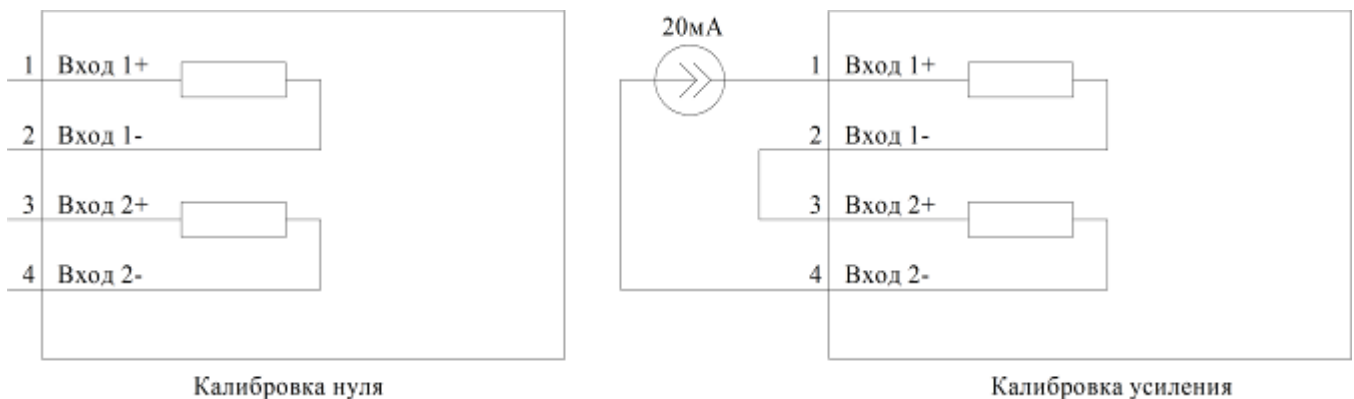 20мА
1 Вход 1+
2 Вход 1-
3 Вход 2+
4 Вход 2-
1 Вход 1+
2 Вход 1-
3 Вход 2+
4 Вход 2-
Калибровка нуля
Калибровка усиления